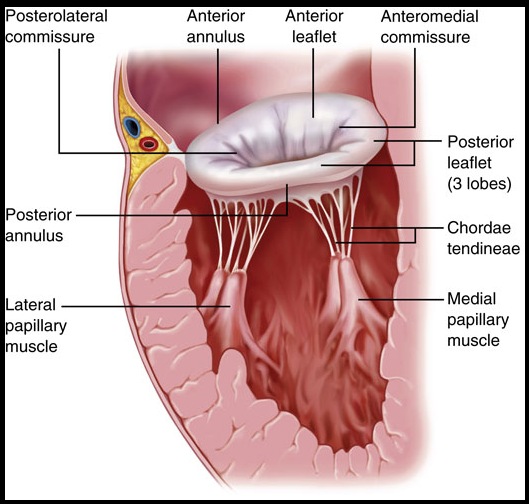 Posterolateral
commissure
Anterior
annulus
Anterior
leaflet
Anteromedial
commissure
Posterior
leaflet
(3 lobes)
Posterior
annulus
Chordae
tendineae
Lateral
papillary
muscle
Medial
papillary
muscle